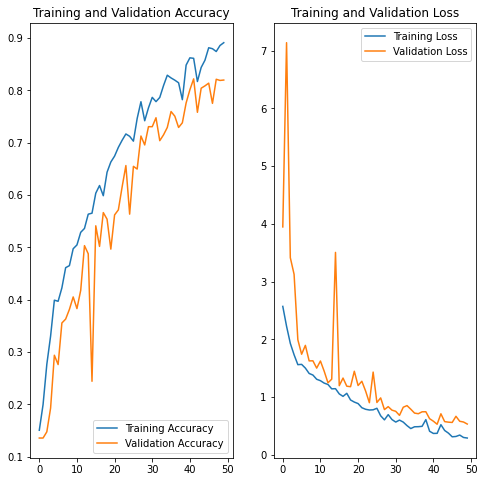 Training and Validation Accuracy
0.9
0.8
0.7
0.6
0.5
0.4
0.3
0.2
0.1
0 10 20 30 40 50
Training Accuracy
Validation Accuracy
Training and Validation Loss
7
6
5
4
3
2
1
0
0 10 20 30 40 50
Training Loss
Validation Loss